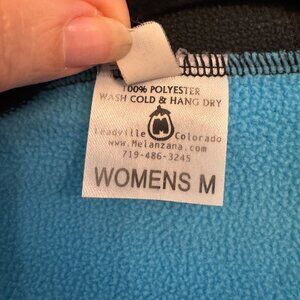 100% POLYESTER
WASH COLD & HANG DRY
M
Leadville Colorado
www.Melanzana.com
719-486-3245
WOMENS M